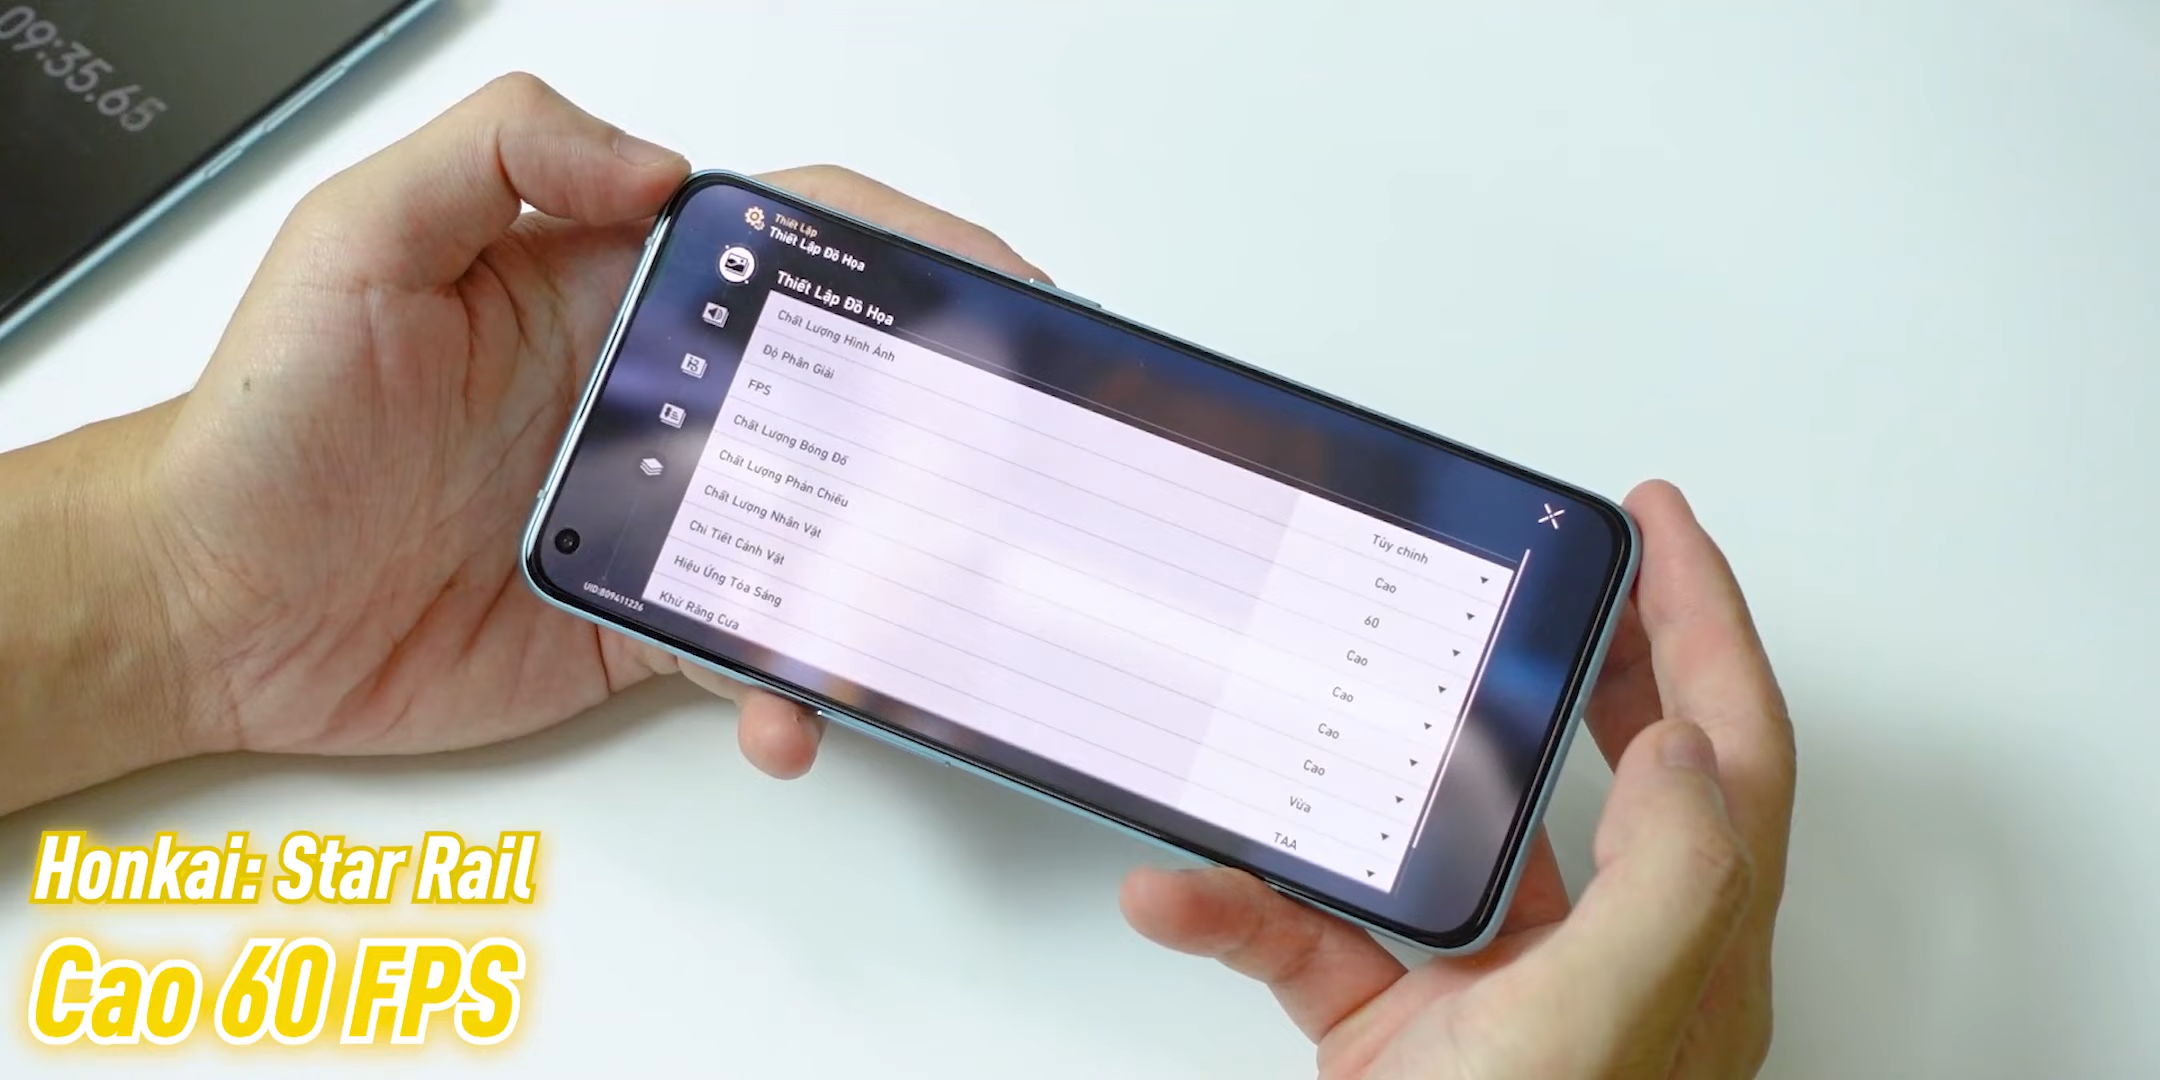 09:35.65
Thiết Lập
Thiết Lập Đồ Họa
Thiết Lập Đồ Họa
Chất Lượng Hình Ảnh Tùy chỉnh
Độ Phân Giải Cao
FPS 60
Chất Lượng Bóng Đổ Cao
Chất Lượng Phản Chiếu Cao
Chất Lượng Nhân Vật Cao
Chi Tiết Cảnh Vật Cao
Hiệu Ứng Tỏa Sáng Vừa
Khử Răng Cưa TAA
UID:809411226
Honkai: Star Rail
Cao 60 FPS